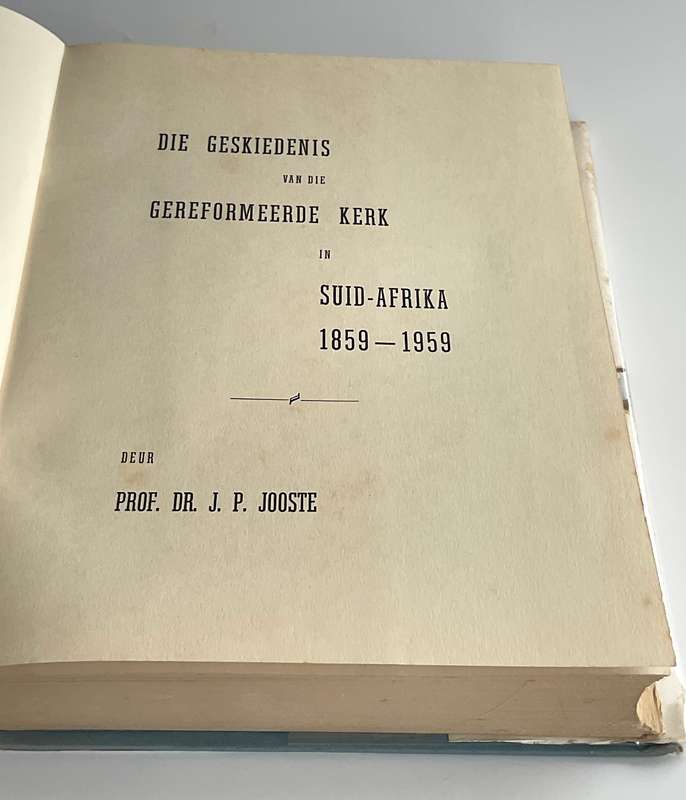 DIE GESKIEDENIS
VAN DIE
GEREFORMEERDE KERK
IN
SUID-AFRIKA
1859 — 1959
DEUR
PROF. DR. J. P. JOOSTE